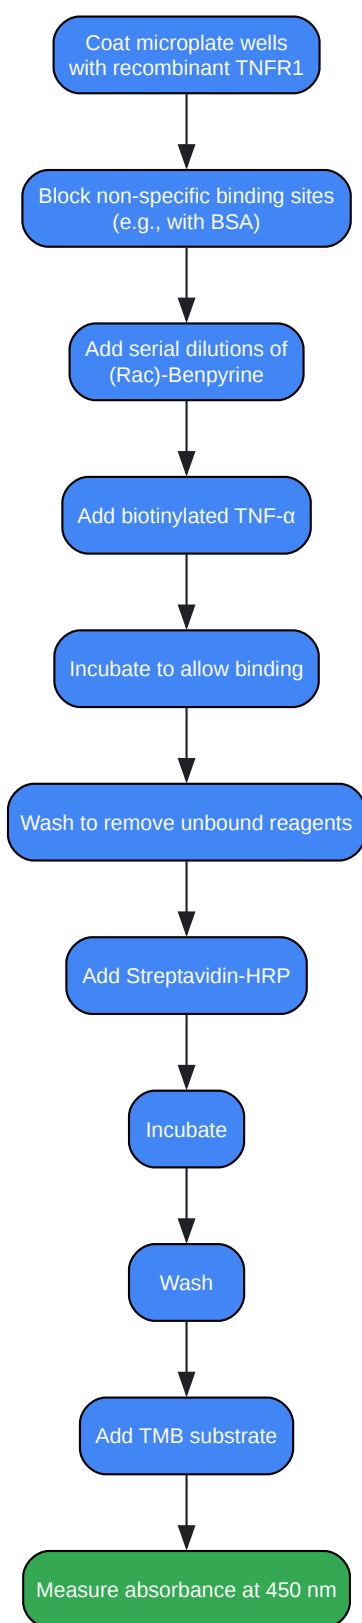 Coat microplate wells
with recombinant TNFR1
Block non-specific binding sites
(e.g., with BSA)
Add serial dilutions of
(Rac)-Benpyrine
Add biotinylated TNF-α
Incubate to allow binding
Wash to remove unbound reagents
Add Streptavidin-HRP
Incubate
Wash
Add TMB substrate
Measure absorbance at 450 nm